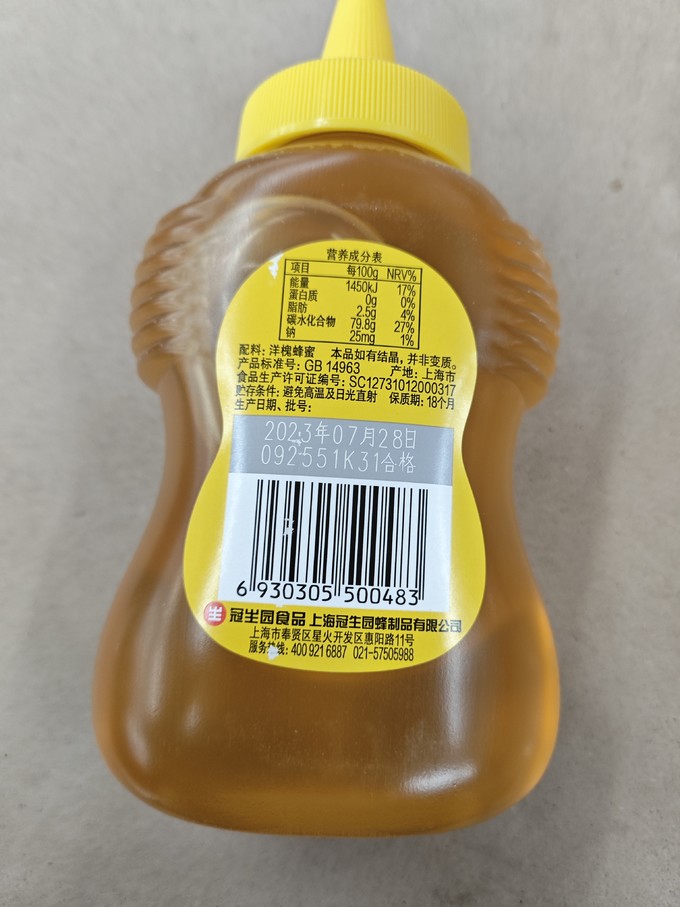 营养成分表
项目 每100g NRV%
能量 1450kJ 17%
蛋白质 0g 0%
脂肪 2.5g 4%
碳水化合物 79.8g 27%
钠 25mg 1%
配料: 洋槐蜂蜜 本品如有结晶，并非变质。
产品标准号: GB 14963 产地: 上海市
食品生产许可证编号: SC12731012000317
贮存条件: 避免高温及日光直射 保质期: 18个月
生产日期、批号:
2023年07月28日
092551K31合格
6 930305 500483
冠生园食品 上海冠生园蜂制品有限公司
上海市奉贤区星火开发区惠阳路11号
服务热线: 400 921 6887 021-57505988